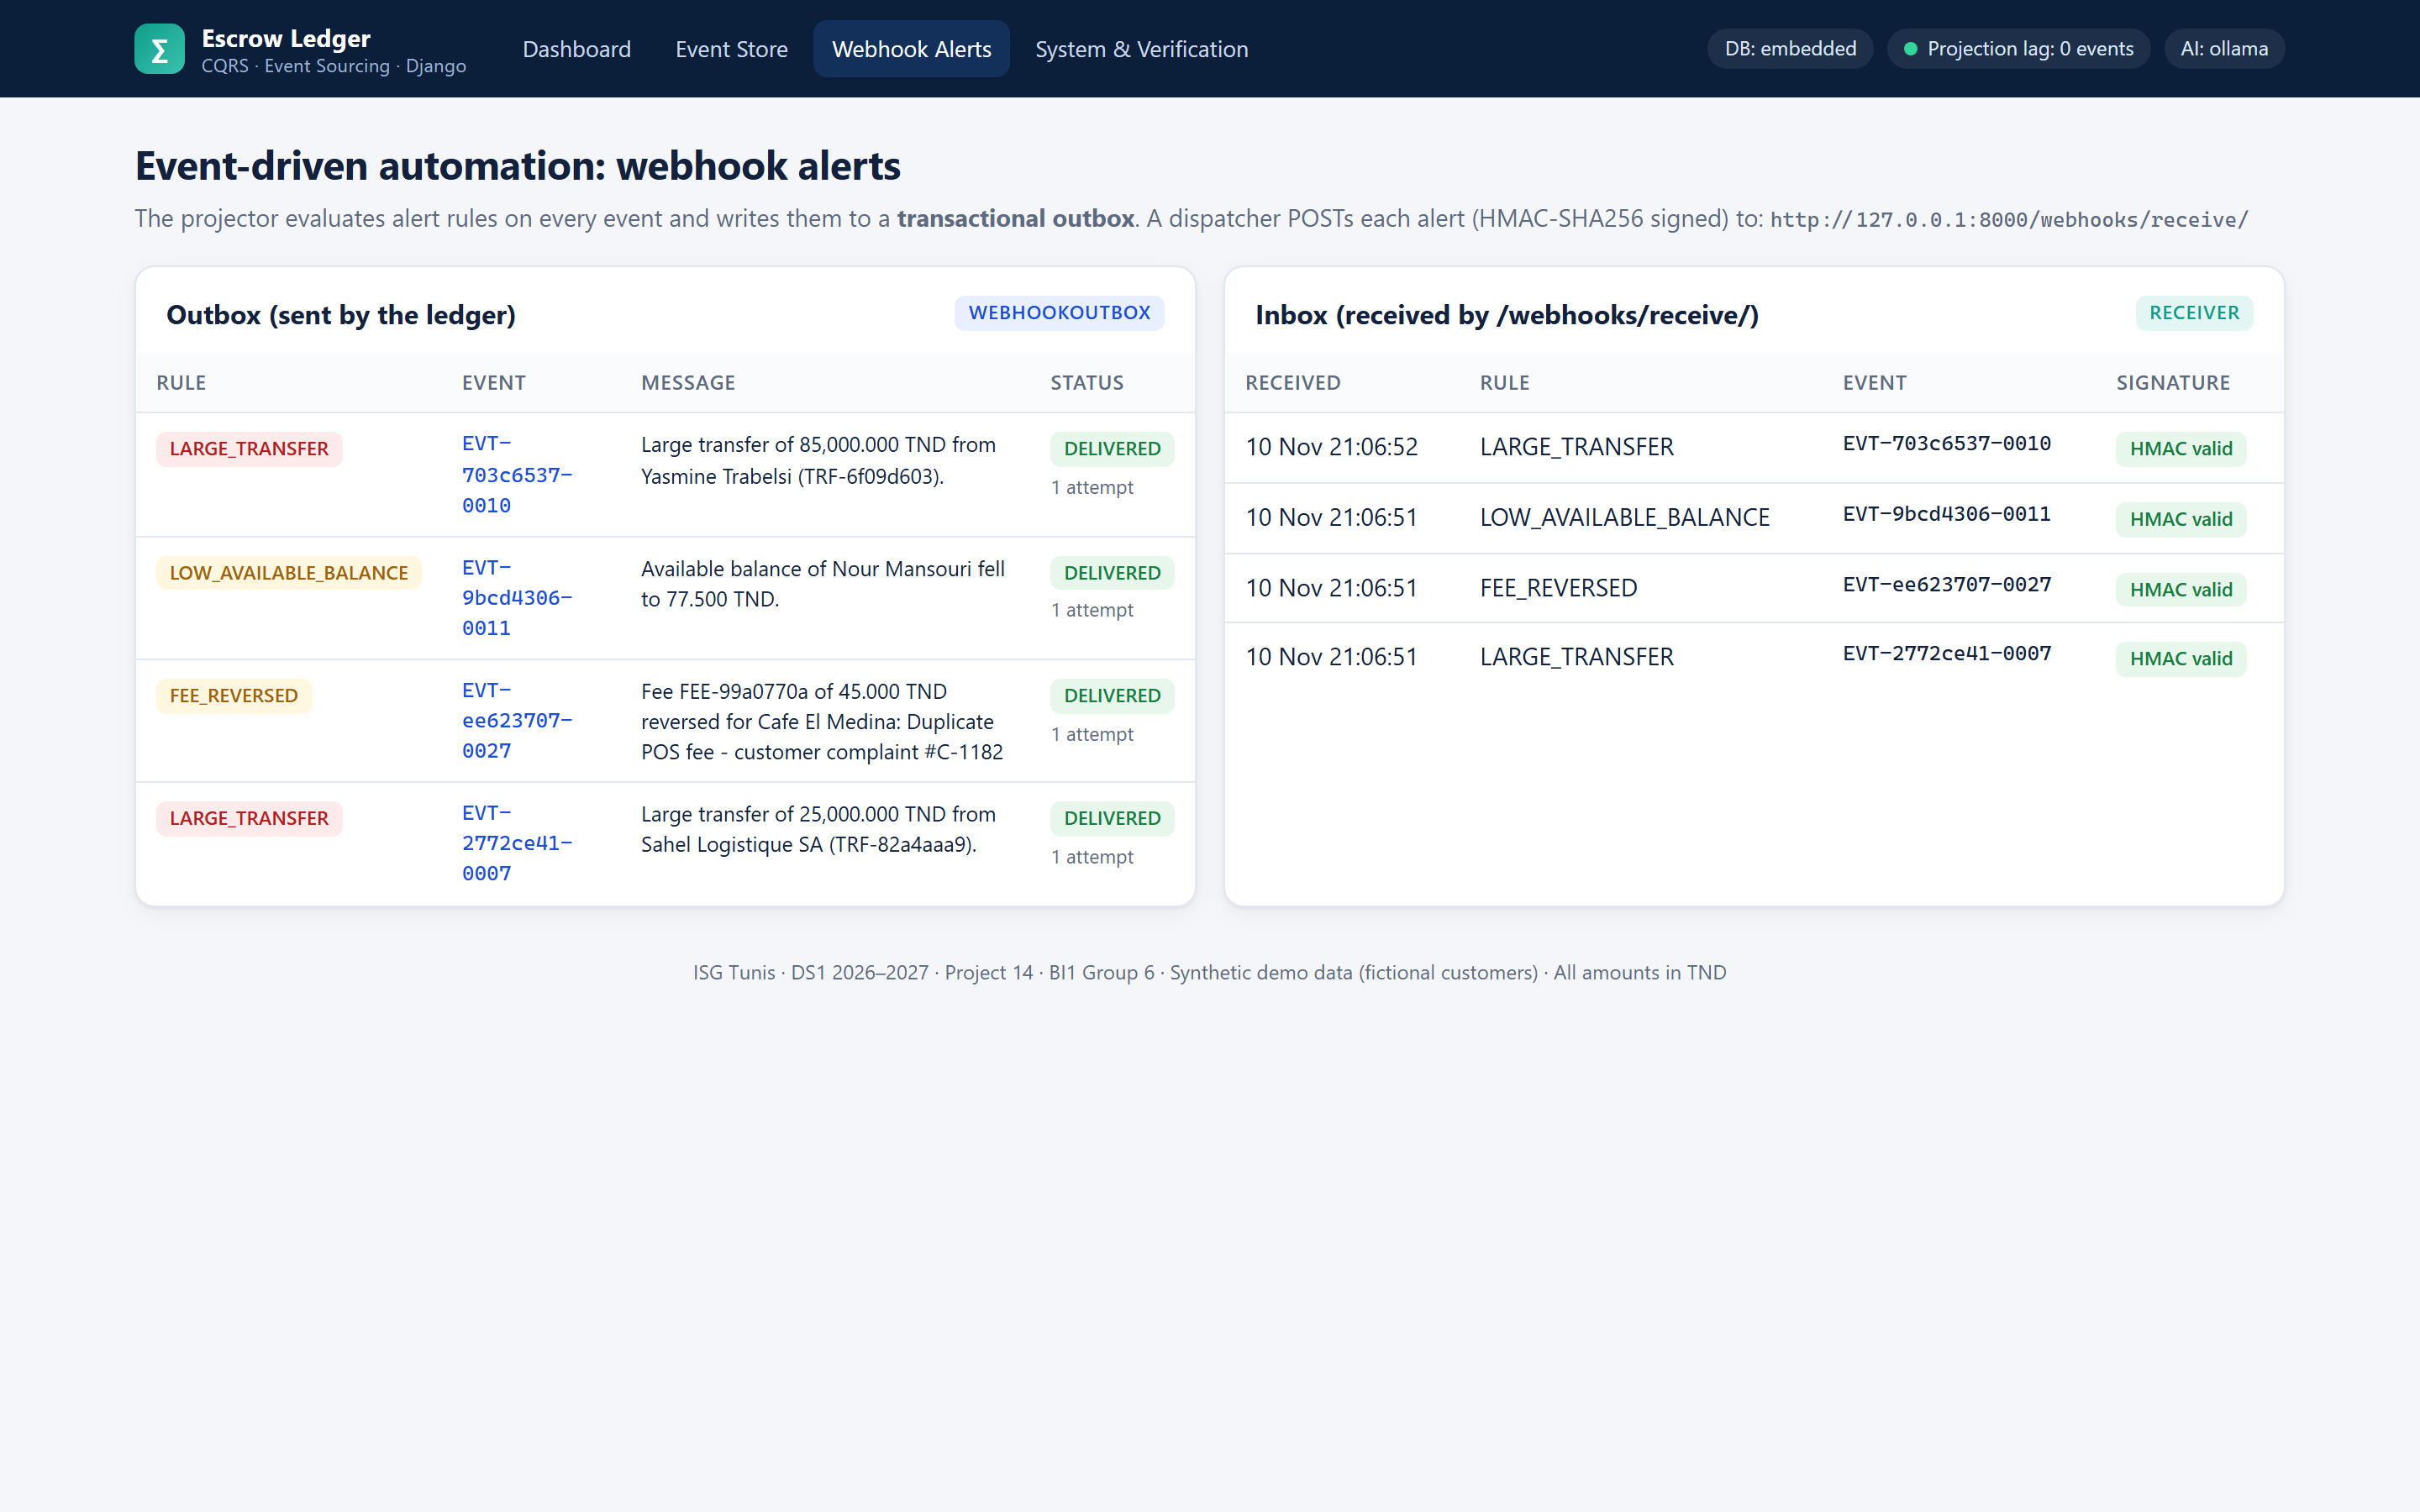 Σ
Escrow Ledger
CQRS · Event Sourcing · Django
Dashboard
Event Store
Webhook Alerts
System & Verification
DB: embedded
Projection lag: 0 events
AI: ollama
Event-driven automation: webhook alerts
The projector evaluates alert rules on every event and writes them to a transactional outbox. A dispatcher POSTs each alert (HMAC-SHA256 signed) to: http://127.0.0.1:8000/webhooks/receive/
Outbox (sent by the ledger)
WEBHOOKOUTBOX
RULE EVENT MESSAGE STATUS
LARGE_TRANSFER
EVT-
703c6537-
0010
Large transfer of 85,000.000 TND from
Yasmine Trabelsi (TRF-6f09d603).
DELIVERED
1 attempt
LOW_AVAILABLE_BALANCE
EVT-
9bcd4306-
0011
Available balance of Nour Mansouri fell
to 77.500 TND.
DELIVERED
1 attempt
FEE_REVERSED
EVT-
ee623707-
0027
Fee FEE-99a0770a of 45.000 TND
reversed for Cafe El Medina: Duplicate
POS fee - customer complaint #C-1182
DELIVERED
1 attempt
LARGE_TRANSFER
EVT-
2772ce41-
0007
Large transfer of 25,000.000 TND from
Sahel Logistique SA (TRF-82a4aaa9).
DELIVERED
1 attempt
Inbox (received by /webhooks/receive/)
RECEIVER
RECEIVED RULE EVENT SIGNATURE
10 Nov 21:06:52 LARGE_TRANSFER EVT-703c6537-0010 HMAC valid
10 Nov 21:06:51 LOW_AVAILABLE_BALANCE EVT-9bcd4306-0011 HMAC valid
10 Nov 21:06:51 FEE_REVERSED EVT-ee623707-0027 HMAC valid
10 Nov 21:06:51 LARGE_TRANSFER EVT-2772ce41-0007 HMAC valid
ISG Tunis · DS1 2026–2027 · Project 14 · BI1 Group 6 · Synthetic demo data (fictional customers) · All amounts in TND